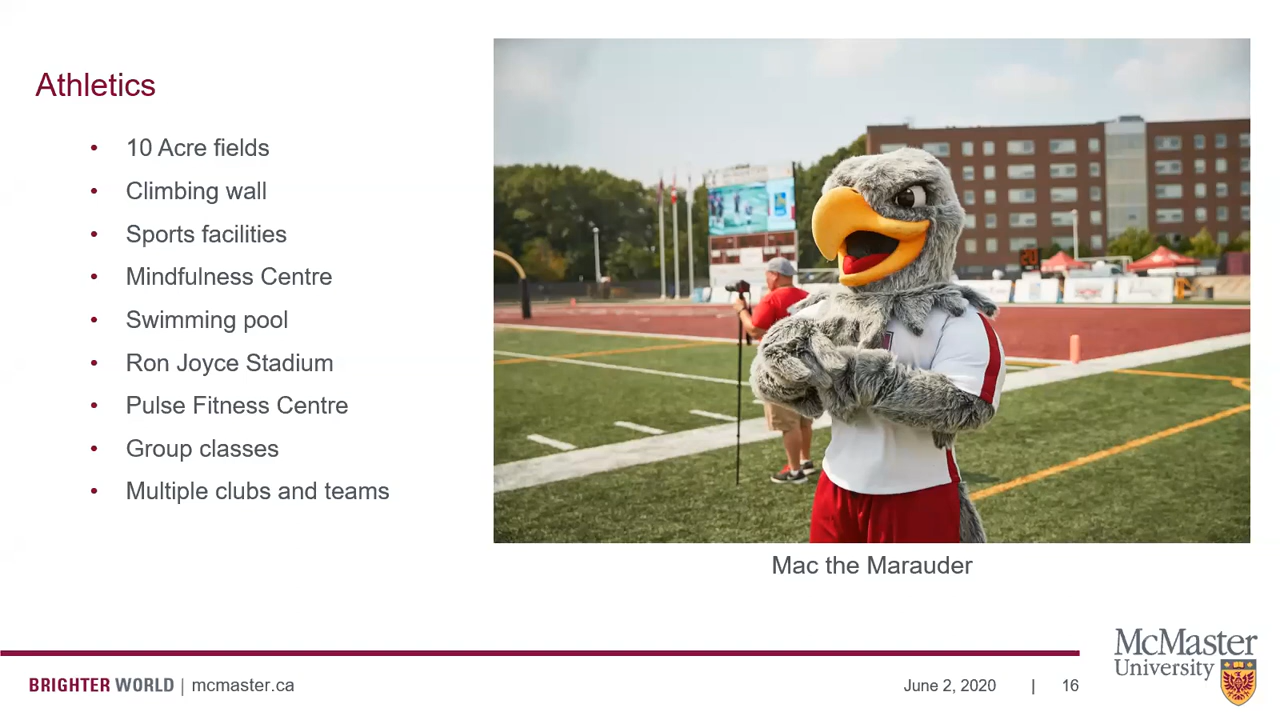 Athletics
• 10 Acre fields
• Climbing wall
• Sports facilities
• Mindfulness Centre
• Swimming pool
• Ron Joyce Stadium
• Pulse Fitness Centre
• Group classes
• Multiple clubs and teams
Mac the Marauder
BRIGHTER WORLD | mcmaster.ca
June 2, 2020 | 16
McMaster
University